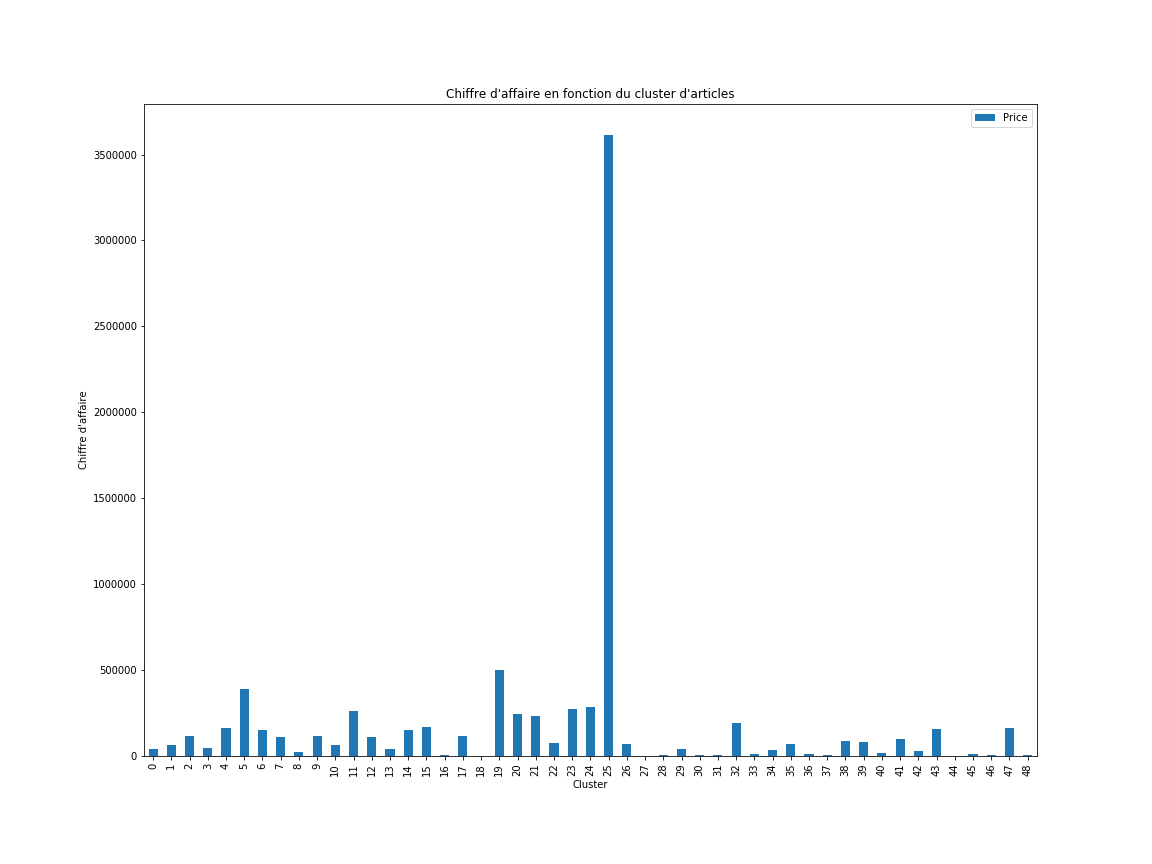 Chiffre d'affaire en fonction du cluster d'articles
Price
Chiffre d'affaire
3500000
3000000
2500000
2000000
1500000
1000000
500000
0
0 1 2 3 4 5 6 7 8 9 10 11 12 13 14 15 16 17 18 19 20 21 22 23 24 25 26 27 28 29 30 31 32 33 34 35 36 37 38 39 40 41 42 43 44 45 46 47 48
Cluster